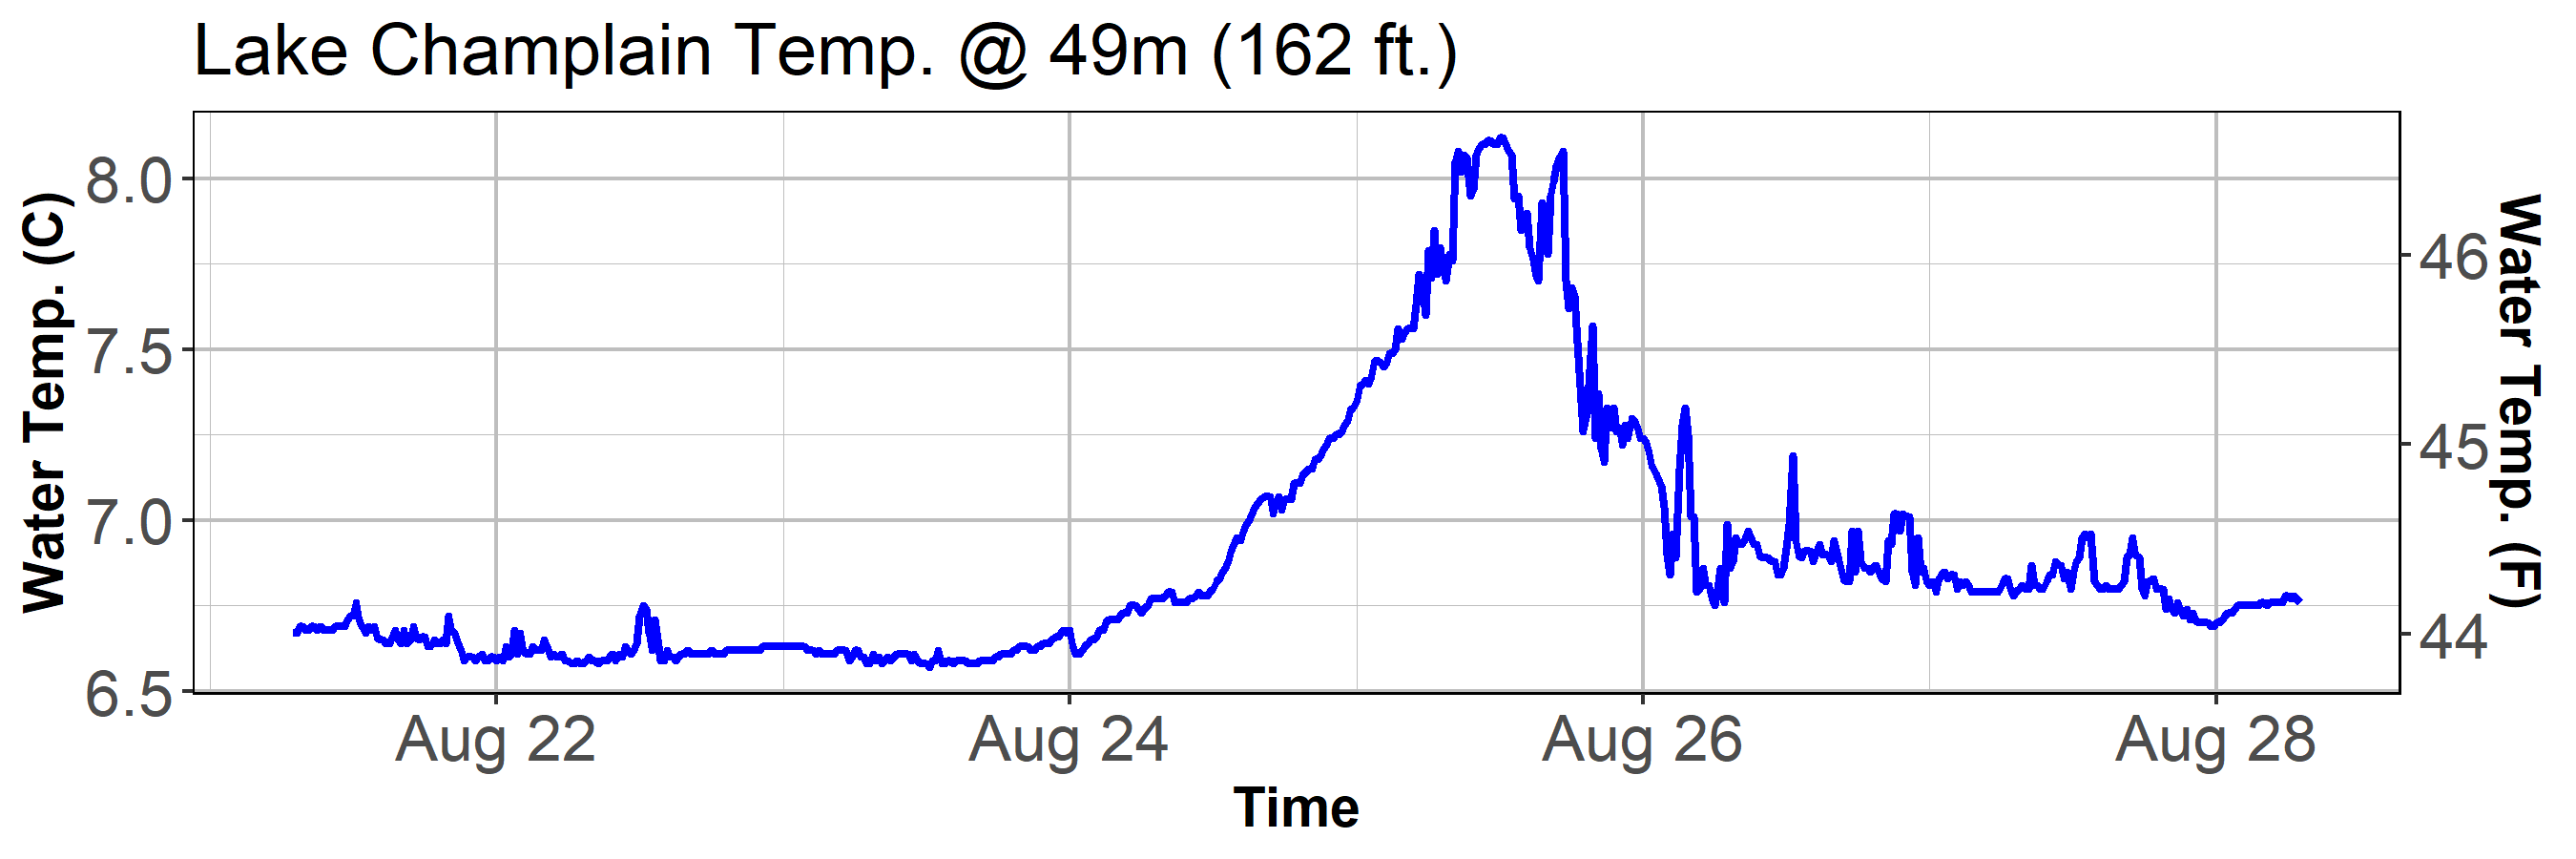 Lake Champlain Temp. @ 49m (162 ft.)
Water Temp. (C)
8.0
7.5
7.0
6.5
46
45
44
Water Temp. (F)
Aug 22 Aug 24 Aug 26 Aug 28
Time